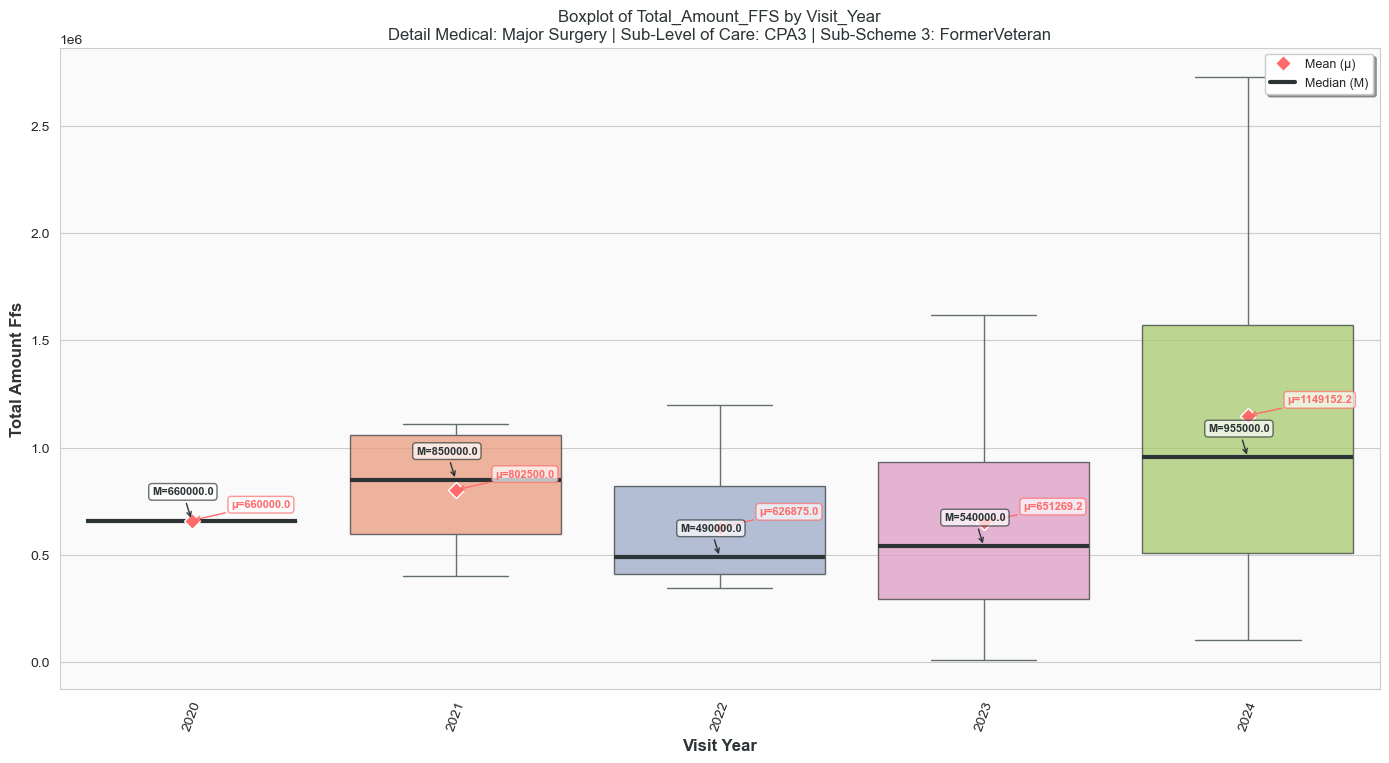 Boxplot of Total_Amount_FFS by Visit_Year
Detail Medical: Major Surgery | Sub-Level of Care: CPA3 | Sub-Scheme 3: FormerVeteran
1e6
Mean (μ)
Median (M)
2.5
2.0
1.5
1.0
0.5
0.0
Total Amount Ffs
M=660000.0
μ=660000.0
M=850000.0
μ=802500.0
M=490000.0
μ=626875.0
M=540000.0
μ=651269.2
M=955000.0
μ=1149152.2
2020
2021
2022
2023
2024
Visit Year